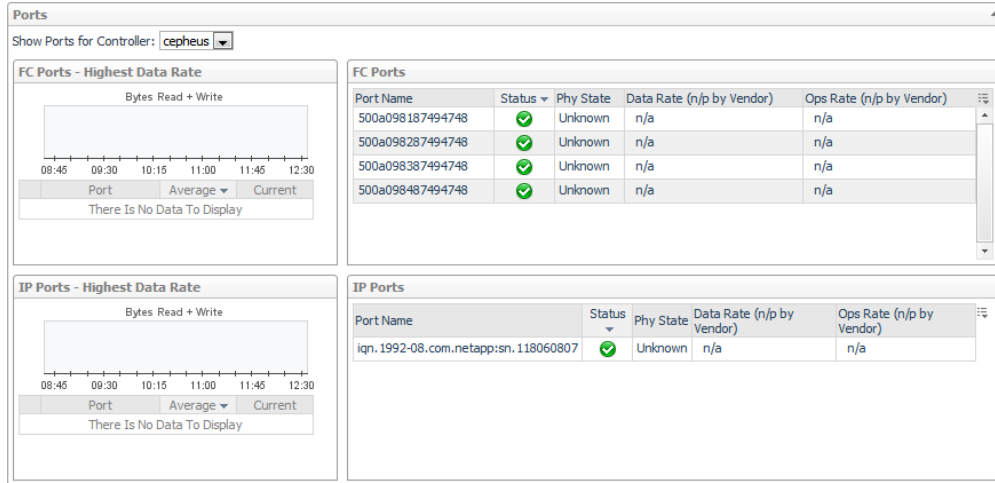 Ports
Show Ports for Controller: cepheus
FC Ports - Highest Data Rate
Bytes Read + Write
08:45 09:30 10:15 11:00 11:45 12:30
Port Average Current
There Is No Data To Display
FC Ports
Port Name Status Phy State Data Rate (n/p by Vendor) Ops Rate (n/p by Vendor)
500a098187494748 Unknown n/a n/a
500a098287494748 Unknown n/a n/a
500a098387494748 Unknown n/a n/a
500a098487494748 Unknown n/a n/a
IP Ports - Highest Data Rate
Bytes Read + Write
08:45 09:30 10:15 11:00 11:45 12:30
Port Average Current
There Is No Data To Display
IP Ports
Port Name Status Phy State Data Rate (n/p by Vendor) Ops Rate (n/p by Vendor)
iqn.1992-08.com.netapp:sn.118060807 Unknown n/a n/a